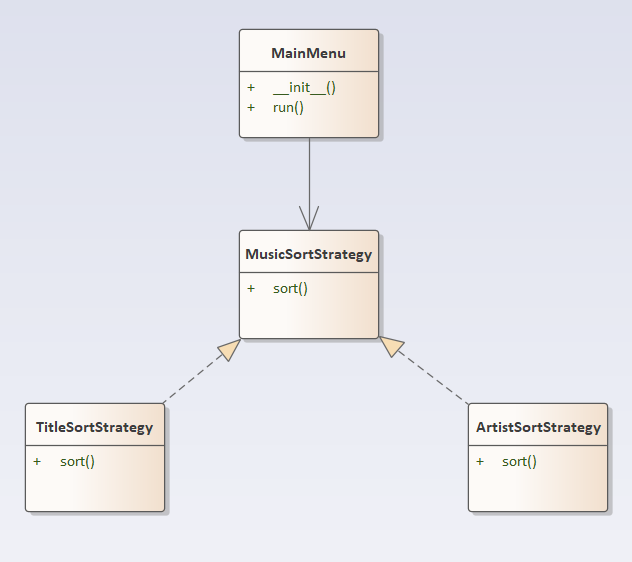 MainMenu
+ __init__()
+ run()
MusicSortStrategy
+ sort()
TitleSortStrategy
+ sort()
ArtistSortStrategy
+ sort()